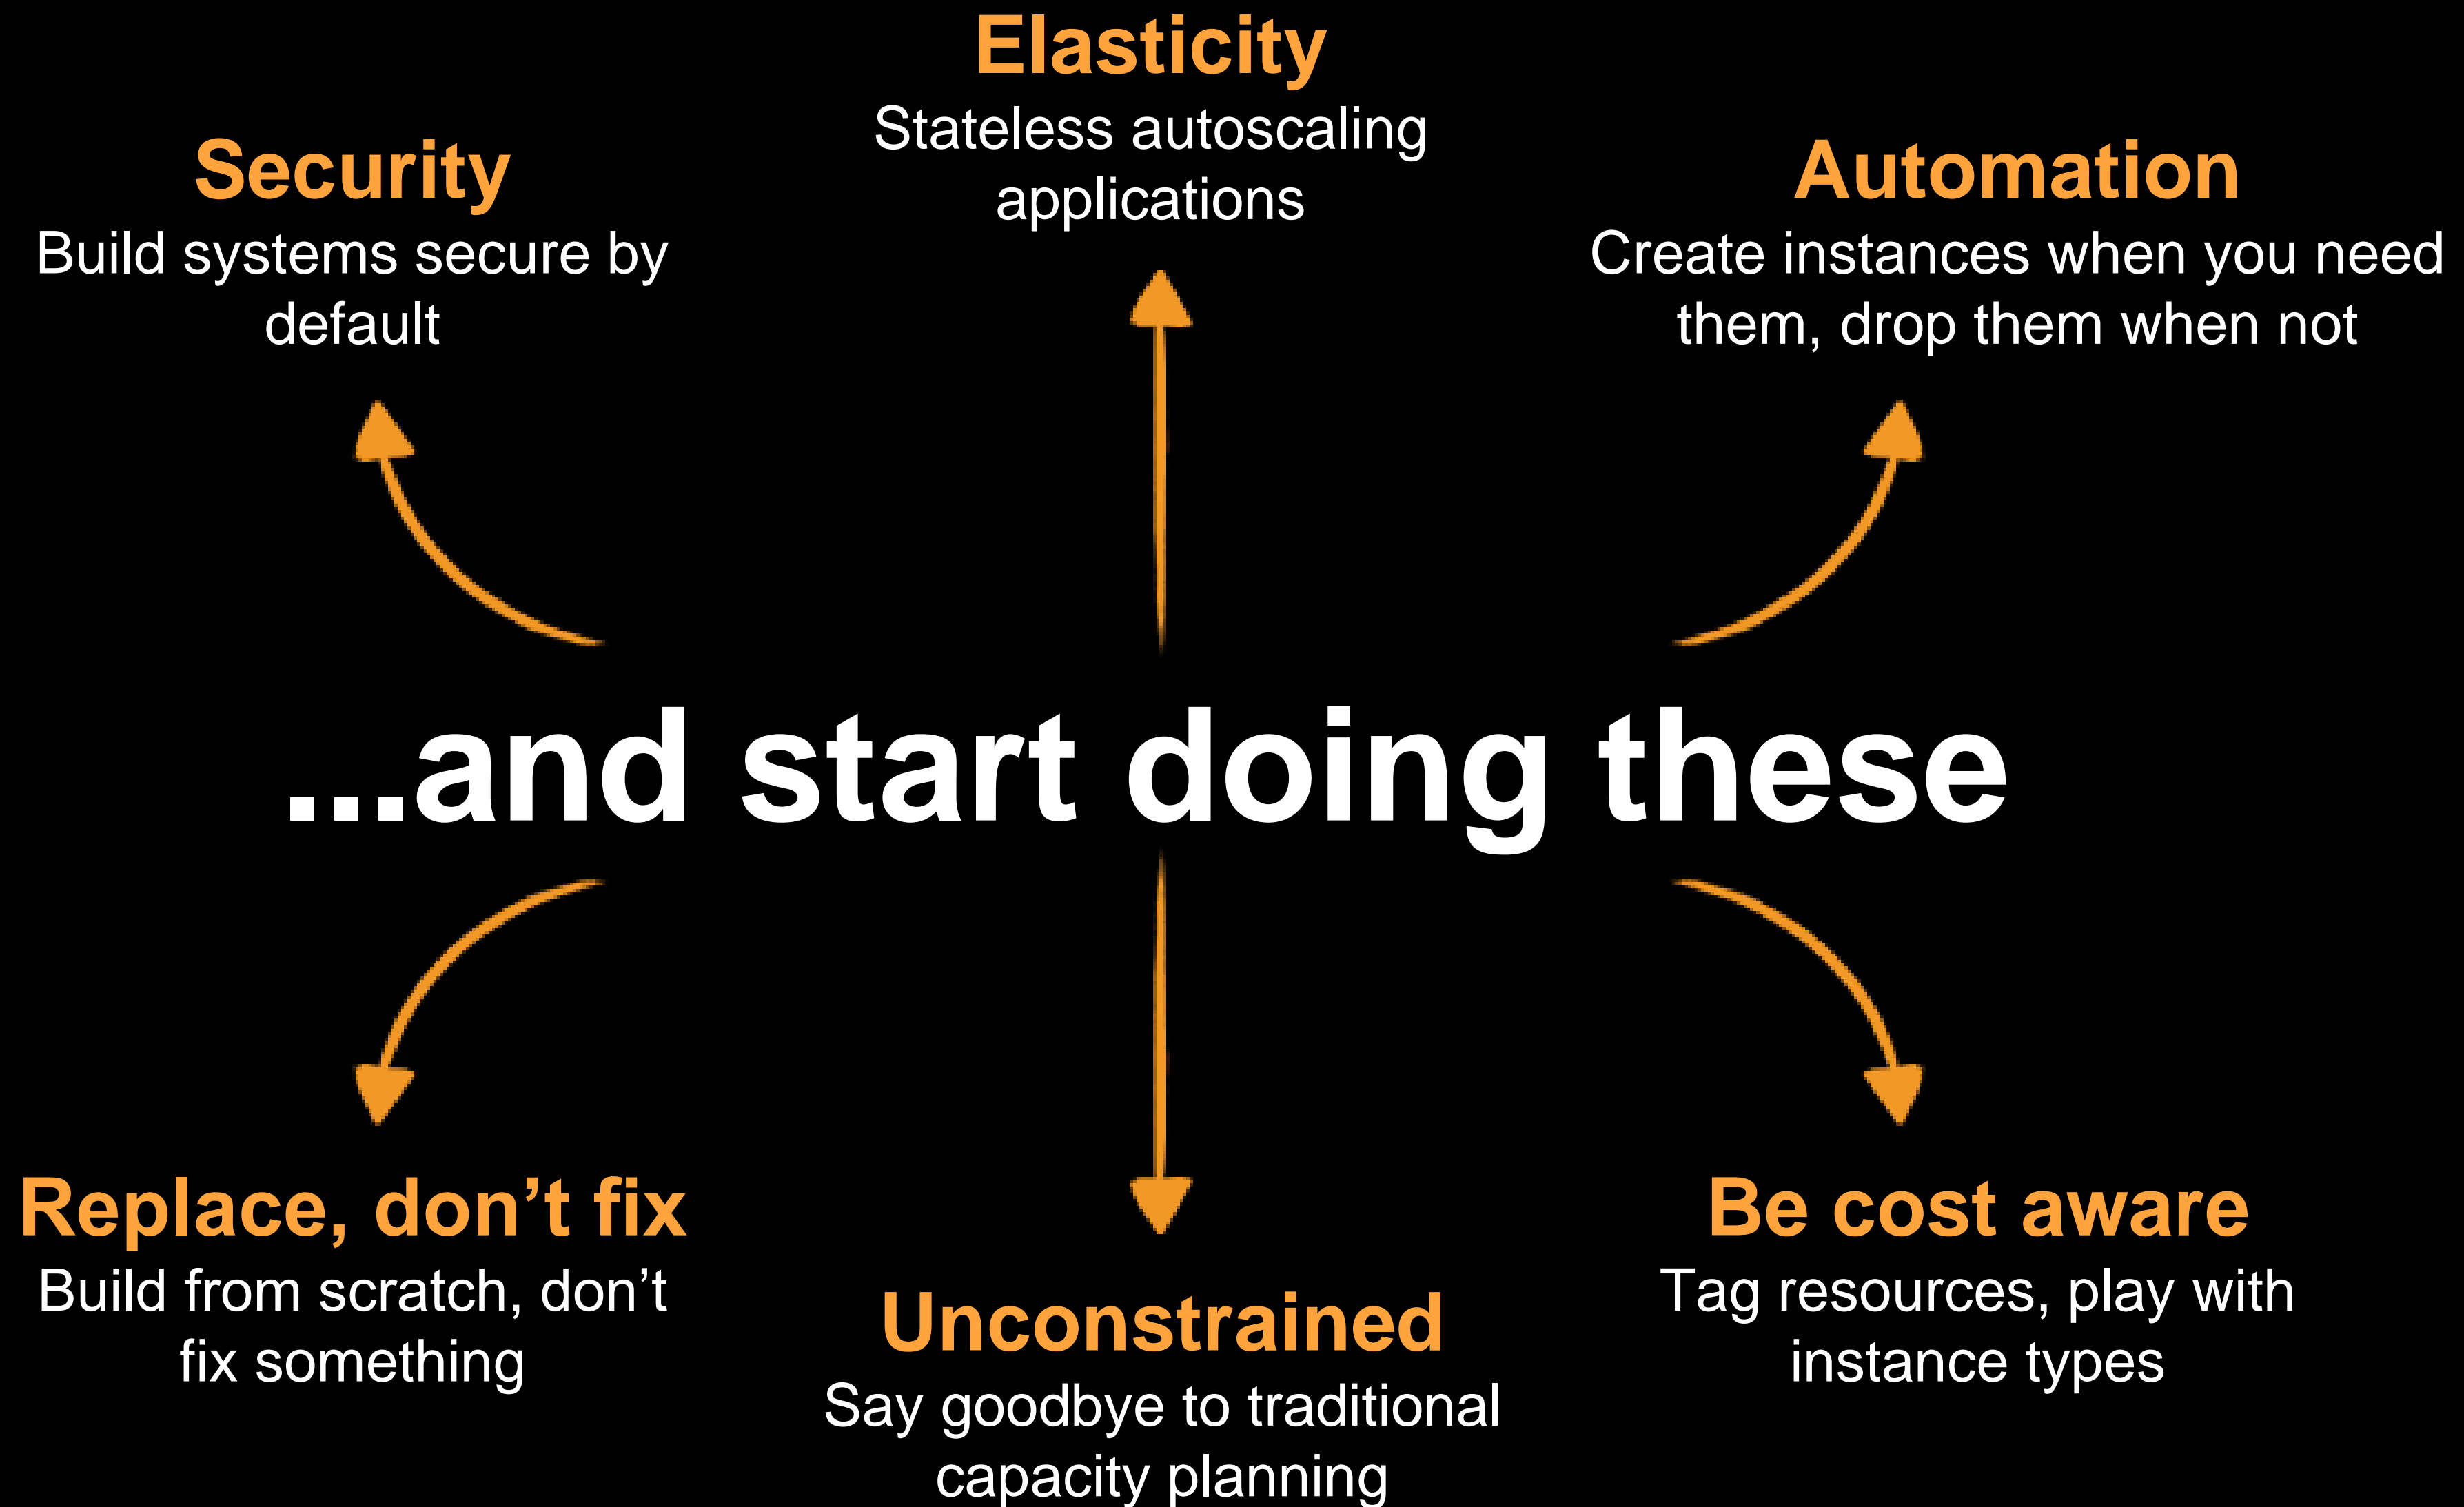 Elasticity
Stateless autoscaling
applications
Security
Build systems secure by
default
Automation
Create instances when you need
them, drop them when not
...and start doing these
Replace, don’t fix
Build from scratch, don’t
fix something
Unconstrained
Say goodbye to traditional
capacity planning
Be cost aware
Tag resources, play with
instance types